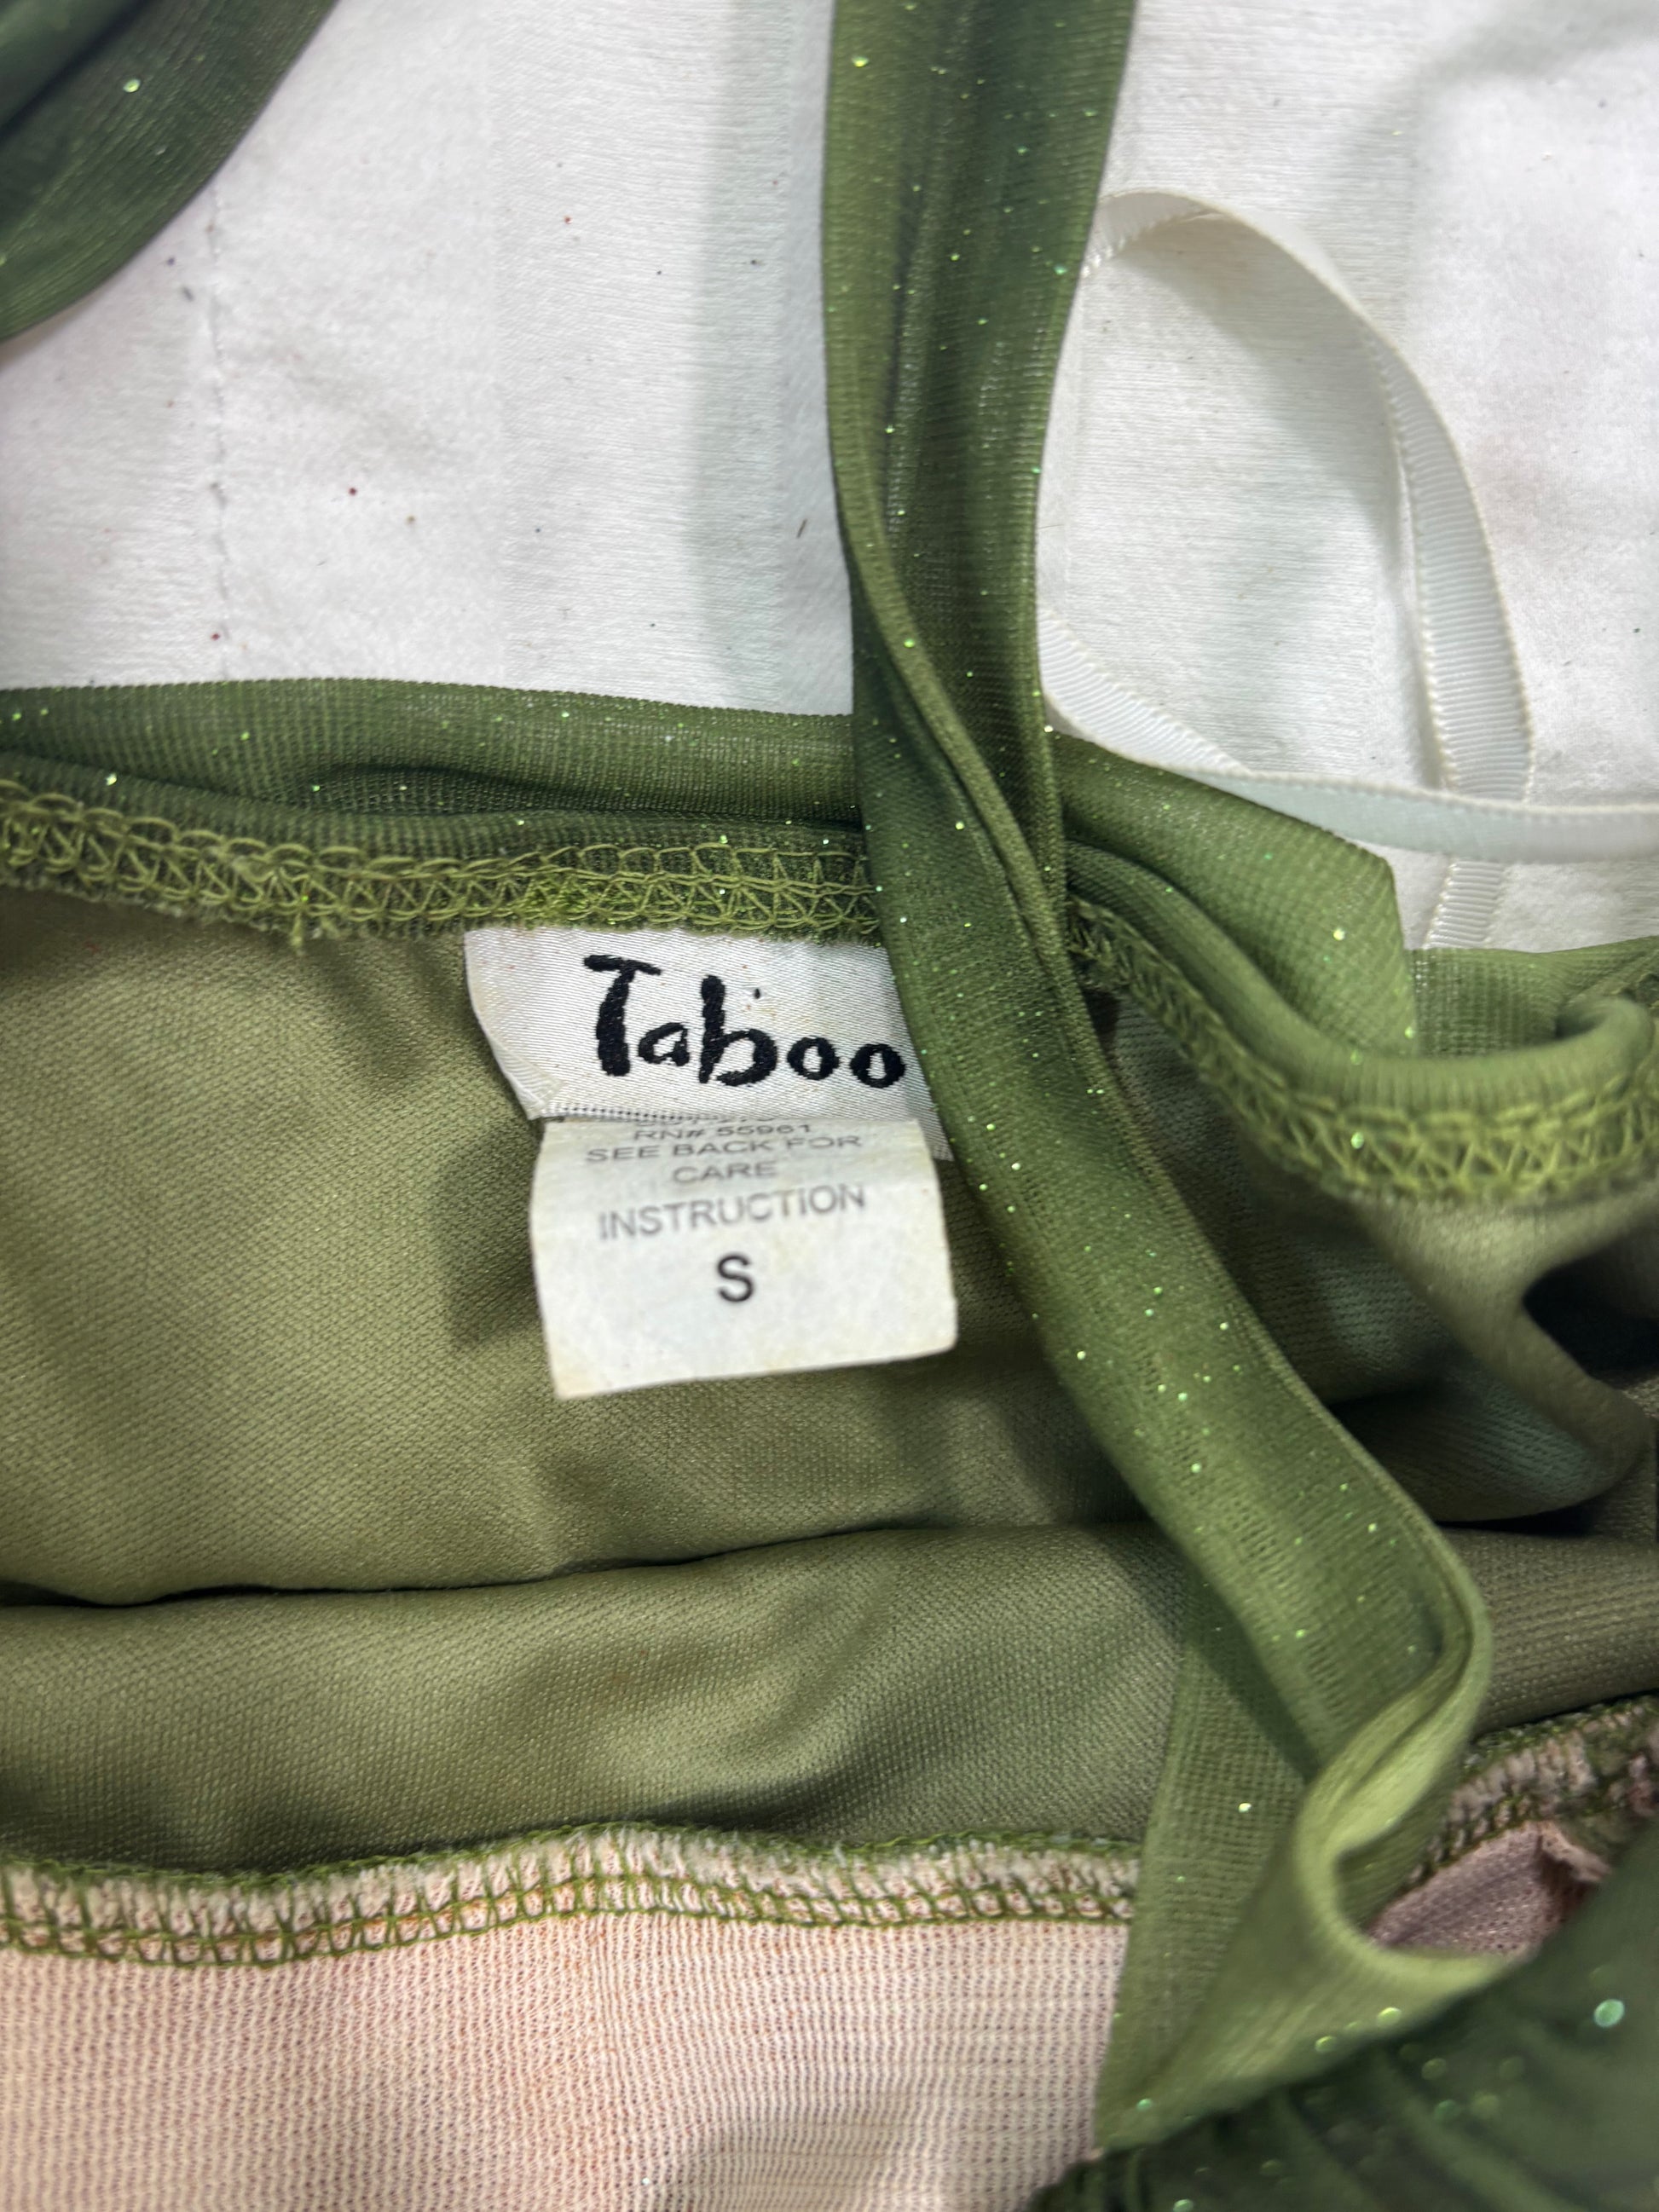 Taboo
RN# 55961
SEE BACK FOR
CARE
INSTRUCTION
S